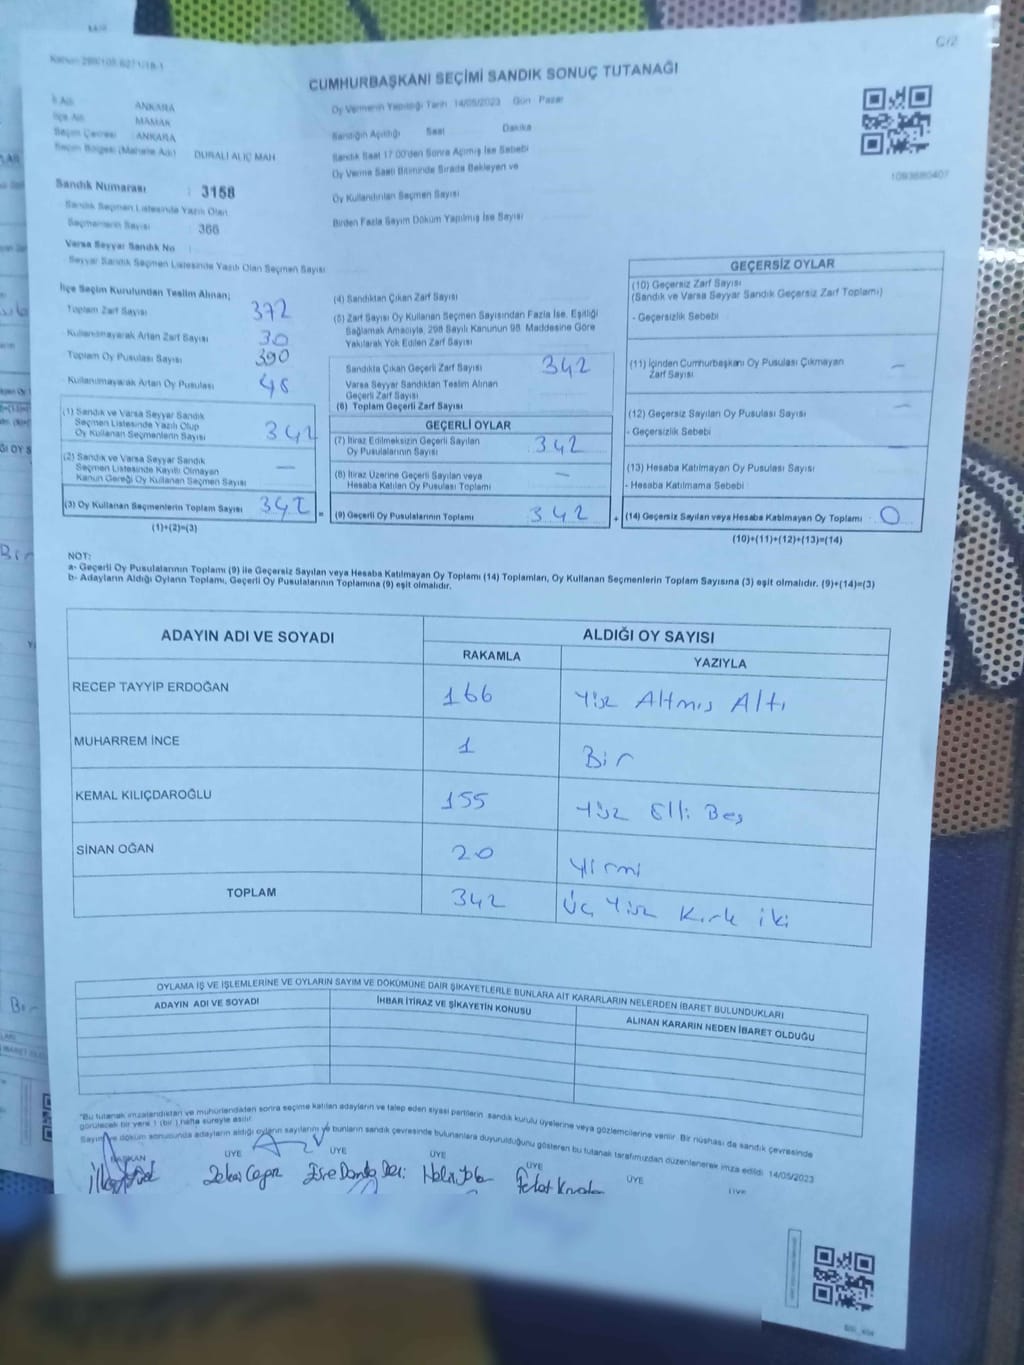 C/2
CUMHURBAŞKANI SEÇİMİ SANDIK SONUÇ TUTANAĞI
İl Adı ANKARA
İlçe Adı MAMAK
Seçim Çevresi : ANKARA
Seçim Bölgesi (Mahalle Adı) DURALİ ALIÇ MAH
Sandık Numarası : 3158
Sandık Seçmen Listesinde Yazılı Olan
Seçmenlerin Sayısı : 366
Varsa Seyyar Sandık No
Seyyar Sandık Seçmen Listesinde Yazılı Olan Seçmen Sayısı
Oy Vermenin Yapıldığı Tarih 14/05/2023 Gün Pazar
Sandığın Açıldığı Saat Dakika
Sandık Saat 17.00'den Sonra Açılmış İse Sebebi
Oy Verme Saati Bitiminde Sırada Bekleyen ve
Oy Kullandırılan Seçmen Sayısı
Birden Fazla Sayım Döküm Yapılmış İse Sayısı
1093680407
İlçe Seçim Kurulundan Teslim Alınan;
Toplam Zarf Sayısı 372
Kullanılmayarak Artan Zarf Sayısı 30
Toplam Oy Pusulası Sayısı 390
Kullanılmayarak Artan Oy Pusulası 48
(1) Sandık ve Varsa Seyyar Sandık
Seçmen Listesinde Yazılı Olup
Oy Kullanan Seçmenlerin Sayısı 342
(2) Sandık ve Varsa Seyyar Sandık
Seçmen Listesinde Kayıtlı Olmayan
Kanun Gereği Oy Kullanan Seçmen Sayısı —
(3) Oy Kullanan Seçmenlerin Toplam Sayısı 342 =
(1)+(2)=(3)
(4) Sandıktan Çıkan Zarf Sayısı
(5) Zarf Sayısı Oy Kullanan Seçmen Sayısından Fazla İse, Eşitliği
Sağlamak Amacıyla, 298 Sayılı Kanunun 98. Maddesine Göre
Yakılarak Yok Edilen Zarf Sayısı
Sandıkta Çıkan Geçerli Zarf Sayısı 342
Varsa Seyyar Sandıktan Teslim Alınan
Geçerli Zarf Sayısı
(6) Toplam Geçerli Zarf Sayısı
GEÇERLİ OYLAR
(7) İtiraz Edilmeksizin Geçerli Sayılan
Oy Pusulalarının Sayısı 342
(8) İtiraz Üzerine Geçerli Sayılan veya
Hesaba Katılan Oy Pusulası Toplamı —
(9) Geçerli Oy Pusulalarının Toplamı 342 +
GEÇERSİZ OYLAR
(10) Geçersiz Zarf Sayısı
(Sandık ve Varsa Seyyar Sandık Geçersiz Zarf Toplamı)
- Geçersizlik Sebebi
(11) İçinden Cumhurbaşkanı Oy Pusulası Çıkmayan
Zarf Sayısı —
(12) Geçersiz Sayılan Oy Pusulası Sayısı —
- Geçersizlik Sebebi
(13) Hesaba Katılmayan Oy Pusulası Sayısı —
- Hesaba Katılmama Sebebi
(14) Geçersiz Sayılan veya Hesaba Katılmayan Oy Toplamı 0
(10)+(11)+(12)+(13)=(14)
NOT:
a- Geçerli Oy Pusulalarının Toplamı (9) ile Geçersiz Sayılan veya Hesaba Katılmayan Oy Toplamı (14) Toplamları, Oy Kullanan Seçmenlerin Toplam Sayısına (3) eşit olmalıdır. (9)+(14)=(3)
b- Adayların Aldığı Oyların Toplamı, Geçerli Oy Pusulalarının Toplamına (9) eşit olmalıdır.
ADAYIN ADI VE SOYADI ALDIĞI OY SAYISI
RAKAMLA YAZIYLA
RECEP TAYYİP ERDOĞAN 166 Yüz Altmış Altı
MUHARREM İNCE 1 Bir
KEMAL KILIÇDAROĞLU 155 Yüz Elli Beş
SİNAN OĞAN 20 Yirmi
TOPLAM 342 Üç Yüz Kırk iki
OYLAMA İŞ VE İŞLEMLERİNE VE OYLARIN SAYIM VE DÖKÜMÜNE DAİR ŞİKAYETLERLE BUNLARA AİT KARARLARIN NELERDEN İBARET BULUNDUKLARI
ADAYIN ADI VE SOYADI İHBAR İTİRAZ VE ŞİKAYETİN KONUSU ALINAN KARARIN NEDEN İBARET OLDUĞU
"Bu tutanak imzalandıktan ve mühürlendikten sonra seçime katılan adayların ve talep eden siyasi partilerin sandık kurulu üyelerine veya gözlemcilerine verilir. Bir nüshası da sandık çevresinde
görülecek bir yere 1 (bir) hafta süreyle asılır.
Sayım ve döküm sonucunda adayların aldığı oyların sayılarını ve bunların sandık çevresinde bulunanlara duyurulduğunu gösteren bu tutanak tarafımızdan düzenlenerek imza edildi. 14/05/2023
BAŞKAN ÜYE ÜYE ÜYE ÜYE ÜYE ÜYE